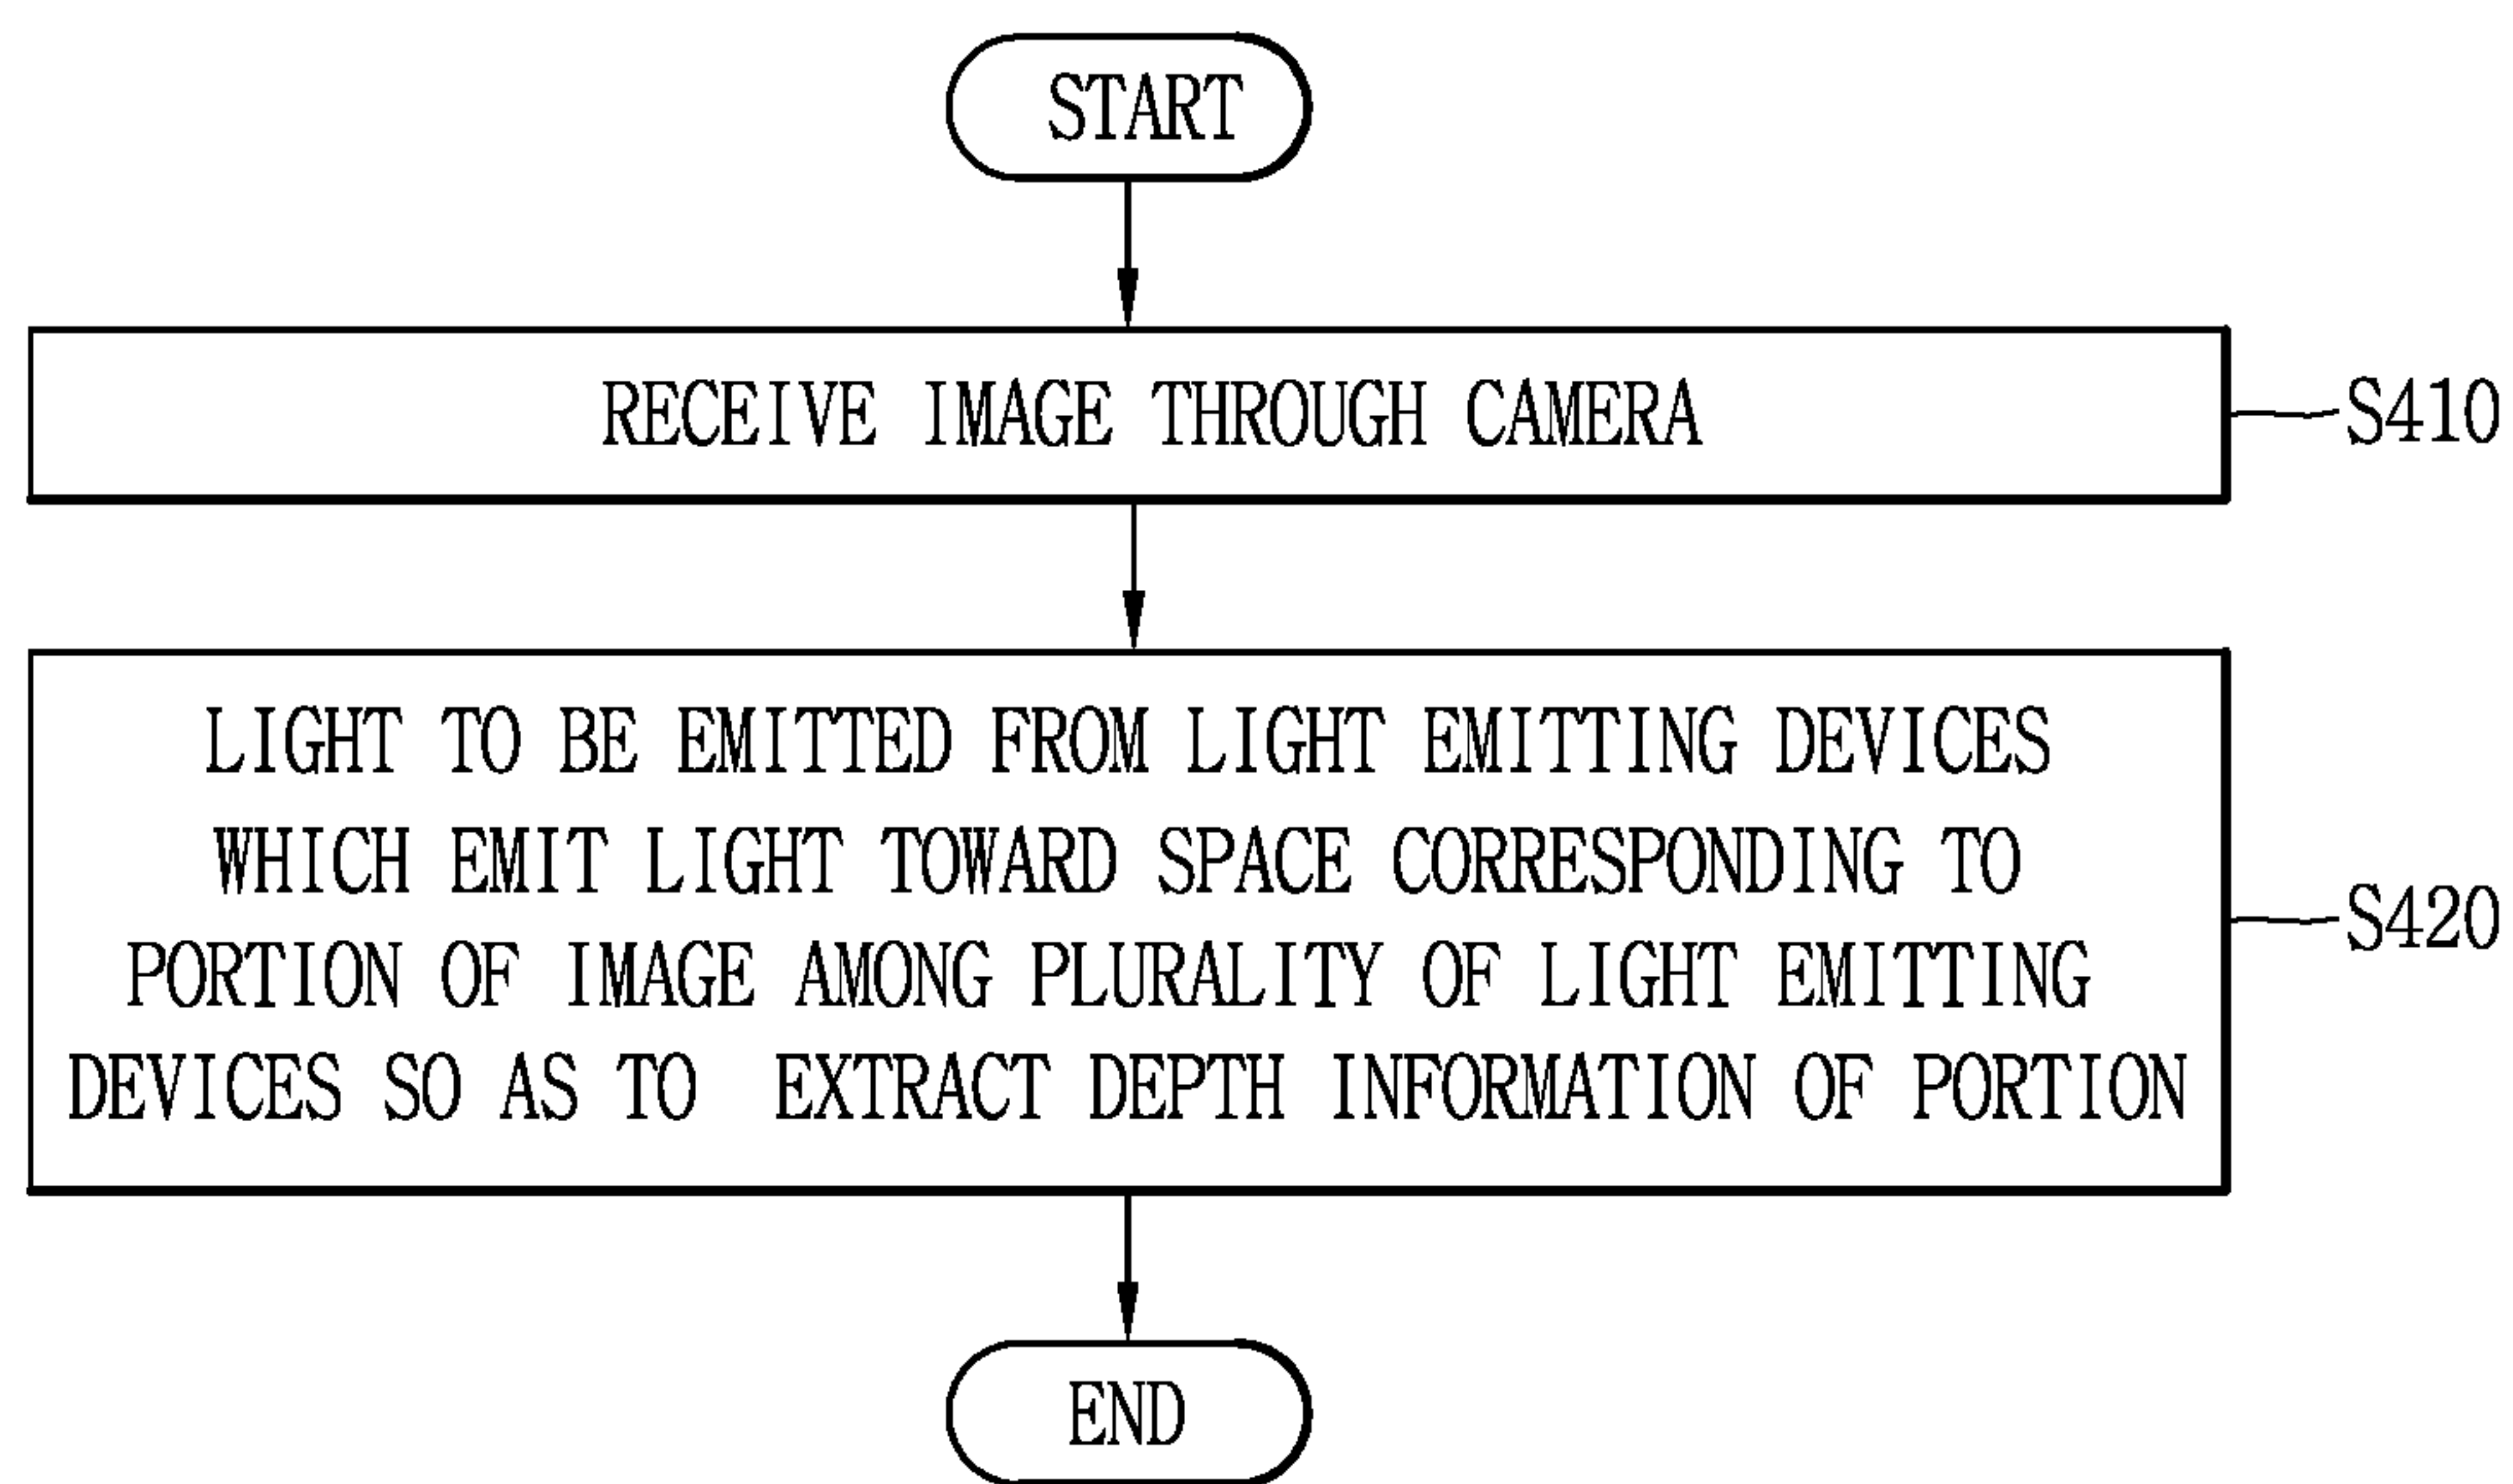 START
RECEIVE IMAGE THROUGH CAMERA
S410
LIGHT TO BE EMITTED FROM LIGHT EMITTING DEVICES
WHICH EMIT LIGHT TOWARD SPACE CORRESPONDING TO
PORTION OF IMAGE AMONG PLURALITY OF LIGHT EMITTING
DEVICES SO AS TO EXTRACT DEPTH INFORMATION OF PORTION
S420
END